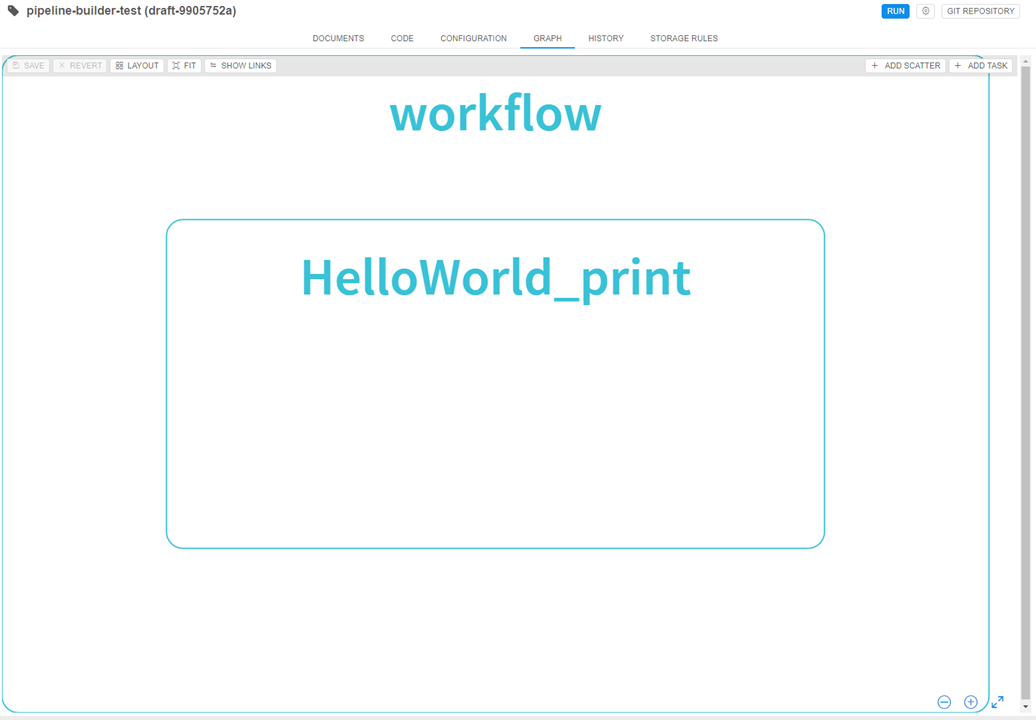 pipeline-builder-test (draft-9905752a)
RUN
GIT REPOSITORY
DOCUMENTS CODE CONFIGURATION GRAPH HISTORY STORAGE RULES
SAVE REVERT LAYOUT FIT SHOW LINKS ADD SCATTER ADD TASK
workflow
HelloWorld_print